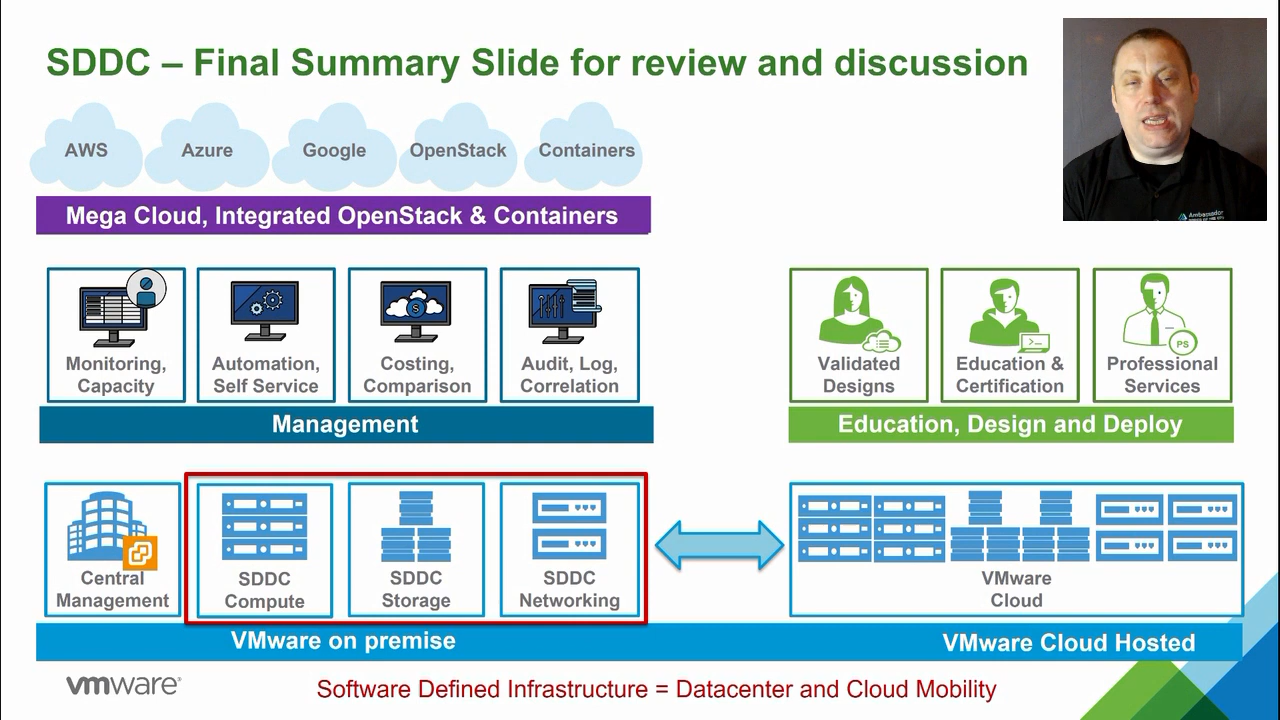 SDDC – Final Summary Slide for review and discussion
AWS
Azure
Google
OpenStack
Containers
Mega Cloud, Integrated OpenStack & Containers
Monitoring,
Capacity
Automation,
Self Service
Costing,
Comparison
Audit, Log,
Correlation
Management
Validated
Designs
Education &
Certification
PS
Professional
Services
Education, Design and Deploy
Central
Management
SDDC
Compute
SDDC
Storage
SDDC
Networking
VMware
Cloud
VMware on premise
VMware Cloud Hosted
vmware®
Software Defined Infrastructure = Datacenter and Cloud Mobility
Ambassador